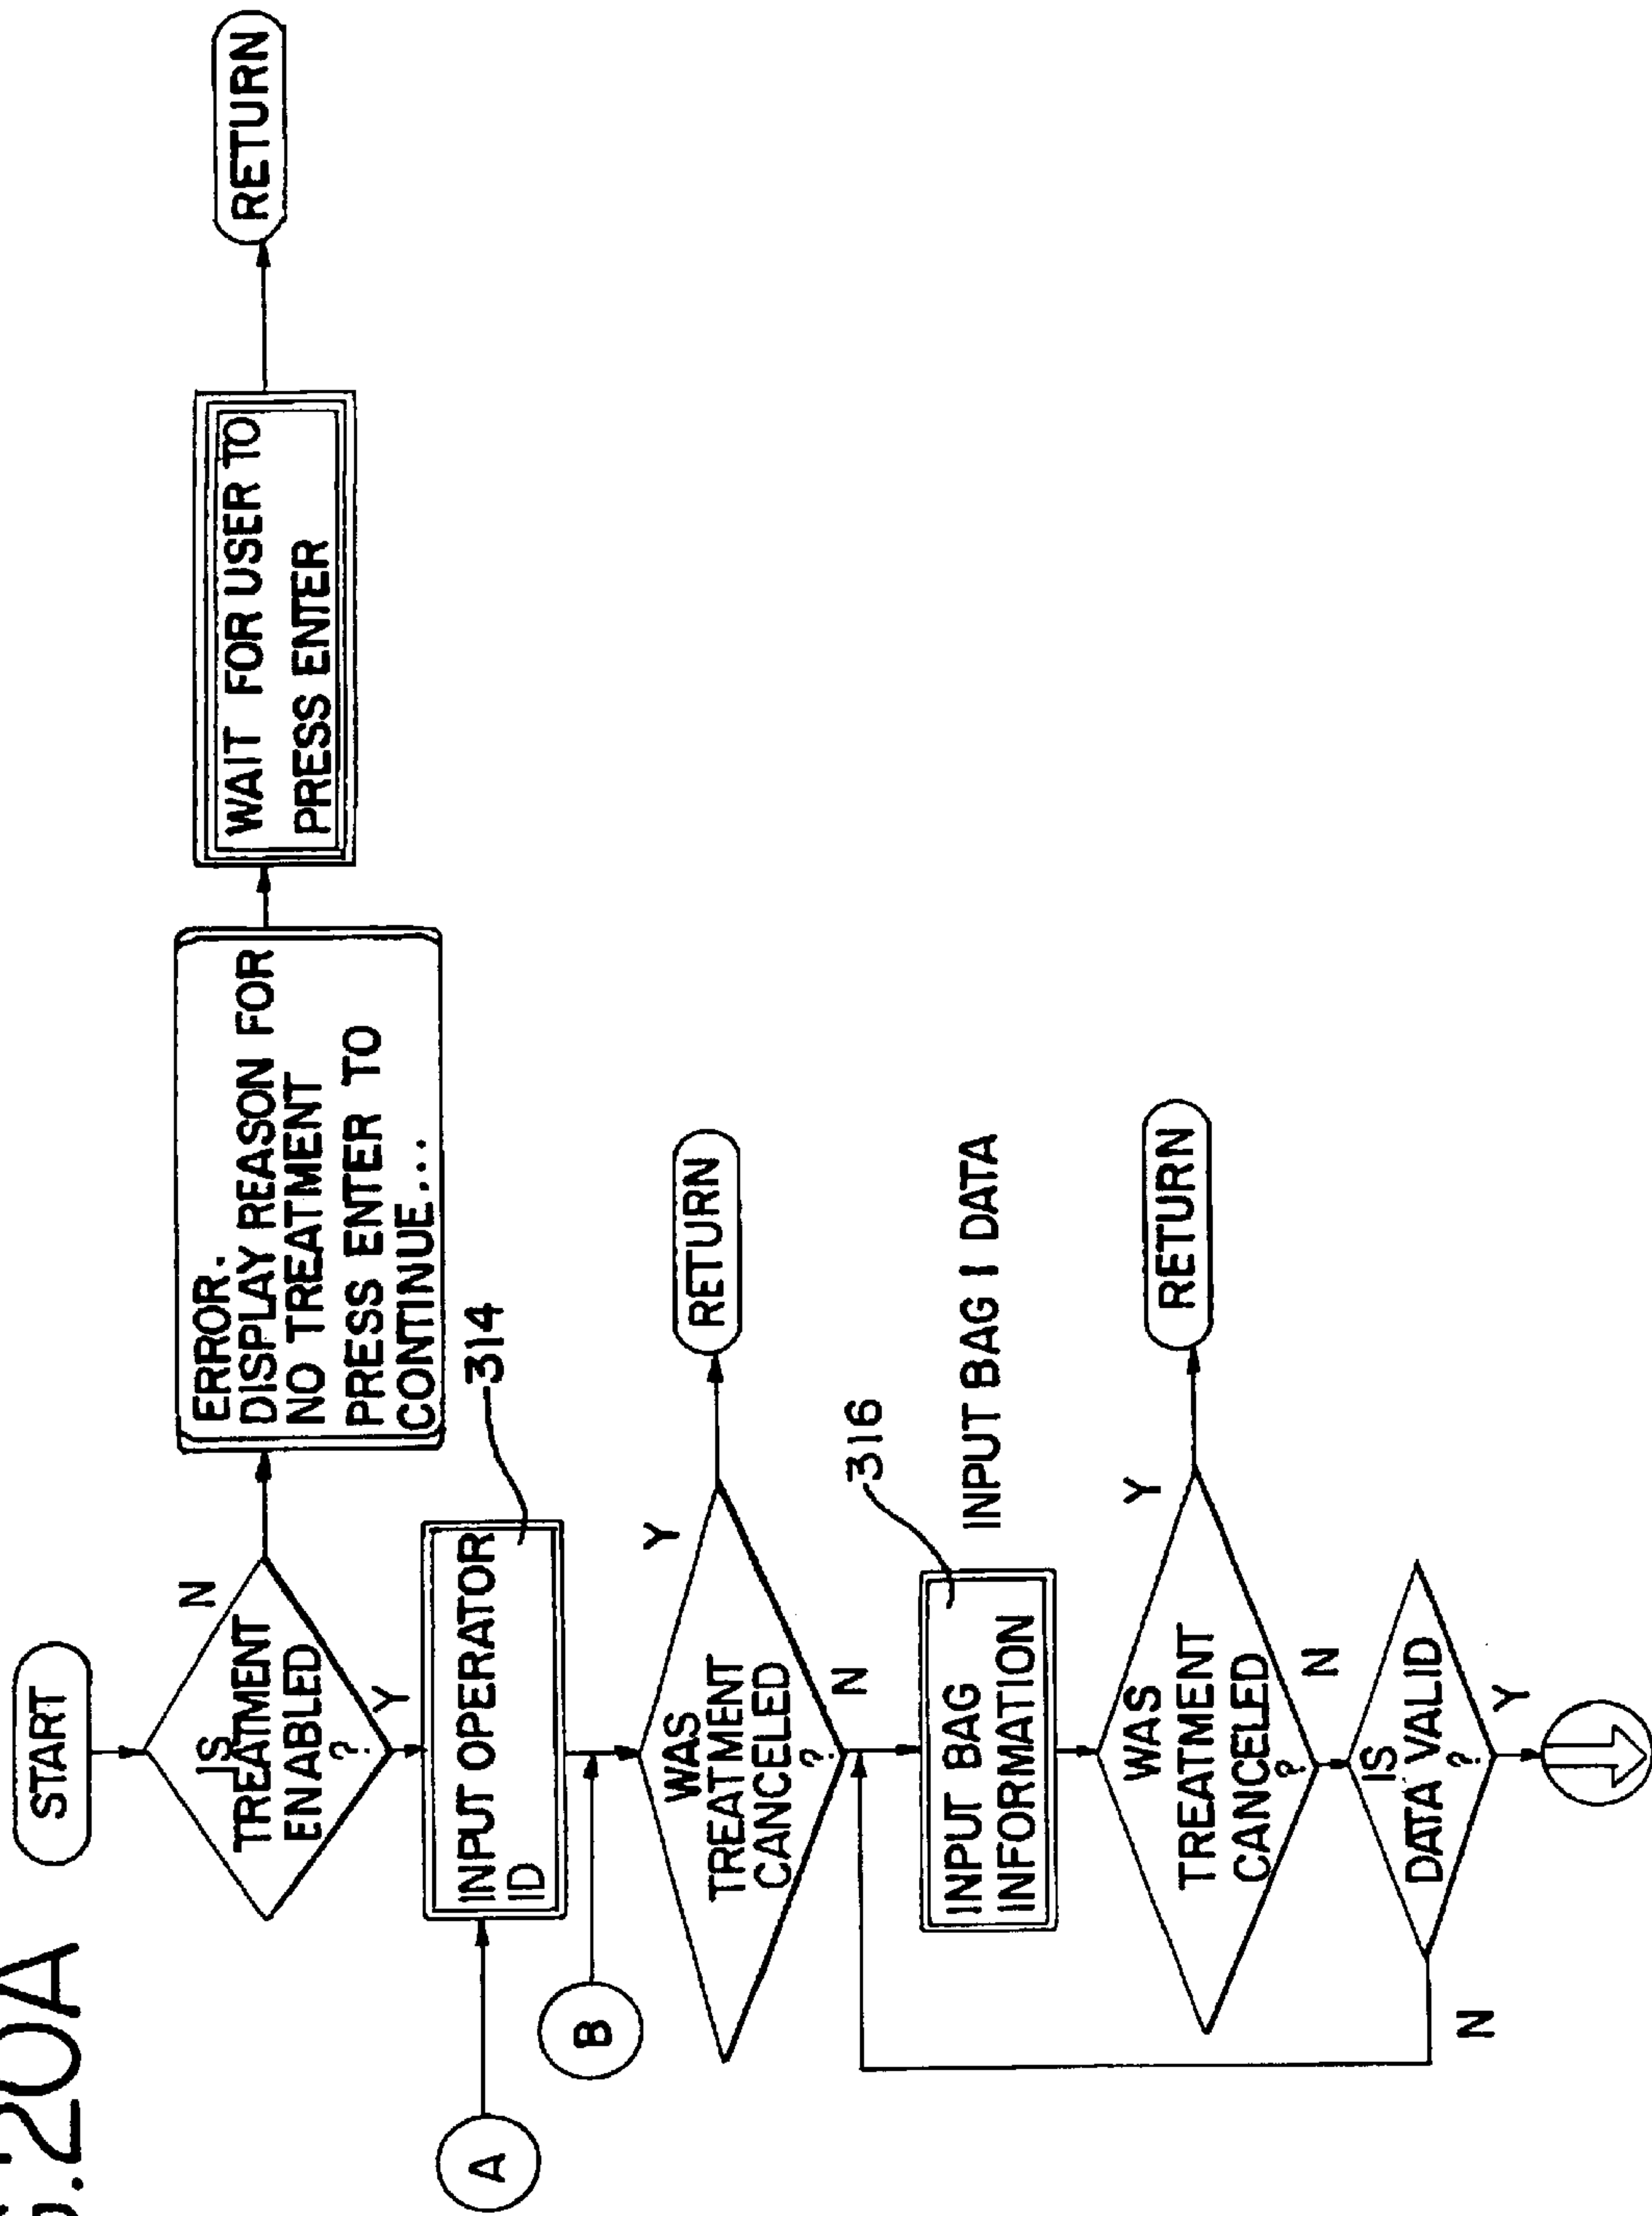 G.20A
START
IS
TREATMENT
ENABLED
?
N
Y
ERROR.
DISPLAY REASON FOR
NO TREATMENT
PRESS ENTER TO
CONTINUE...
WAIT FOR USER TO
PRESS ENTER
RETURN
A
INPUT OPERATOR
ID
314
B
WAS
TREATMENT
CANCELED
?
Y
N
RETURN
316
INPUT BAG
INFORMATION
INPUT BAG 1 DATA
WAS
TREATMENT
CANCELED
?
Y
N
RETURN
IS
DATA VALID
?
N
Y